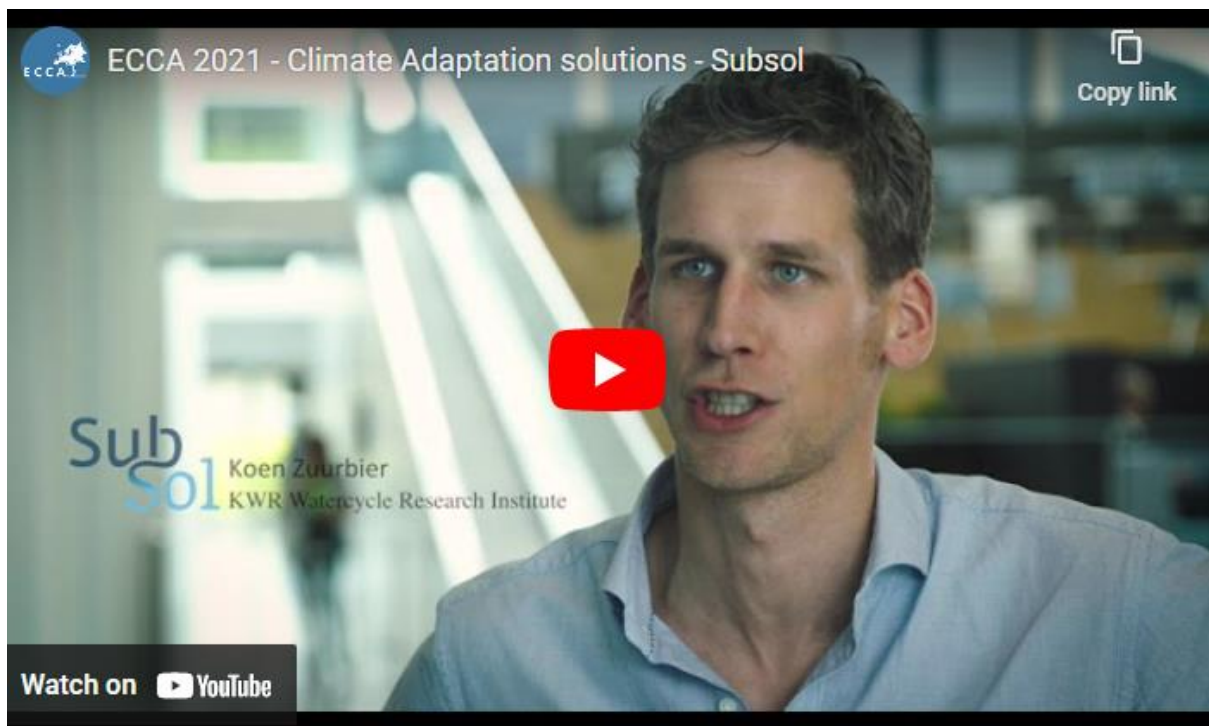 ECCA
ECCA 2021 - Climate Adaptation solutions - Subsol
Copy link
Sub
Sol
Koen Zuurbier
KWR Watercycle Research Institute
Watch on YouTube